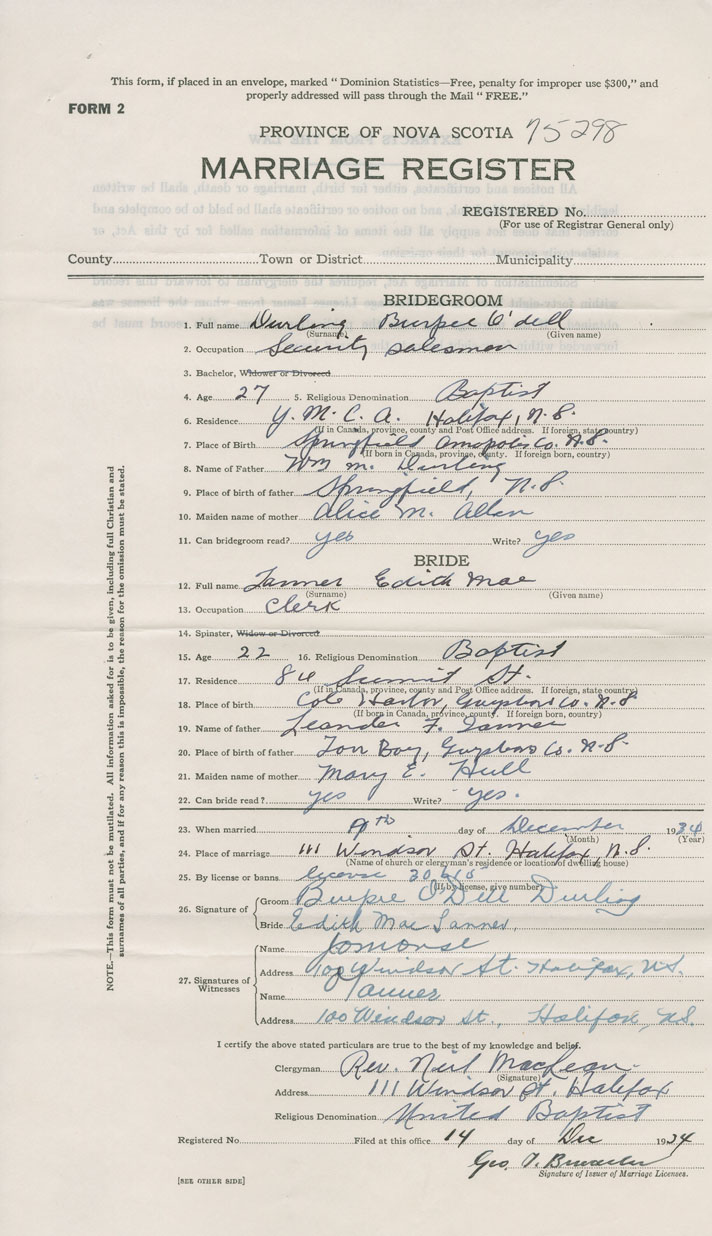 This form, if placed in an envelope, marked " Dominion Statistics—Free, penalty for improper use $300," and
properly addressed will pass through the Mail " FREE."
FORM 2
PROVINCE OF NOVA SCOTIA 75298
MARRIAGE REGISTER
REGISTERED No.
(For use of Registrar General only)
County Town or District Municipality
BRIDEGROOM
1. Full name Durling Burpee O'dell
(Surname) (Given name)
2. Occupation Security salesman
3. Bachelor, Widower or Divorced
4. Age 27 5. Religious Denomination Baptist
6. Residence Y. M. C. A. Halifax, N.S.
(If in Canada, province, county and Post Office address. If foreign, state country)
7. Place of Birth Springfield Anapolis Co. N.S.
(If born in Canada, province, county. If foreign born, country)
8. Name of Father Wm M. Durling
9. Place of birth of father Springfield, N.S.
10. Maiden name of mother Alice M. Allan
11. Can bridegroom read? yes Write? yes
BRIDE
12. Full name Tanner Edith Mae
(Surname) (Given name)
13. Occupation Clerk
14. Spinster, Widow or Divorced
15. Age 22 16. Religious Denomination Baptist
17. Residence Summit St.
(If in Canada, province, county and Post Office address. If foreign, state country)
18. Place of birth Cole Harbor, Guysboro Co. N.S
(If born in Canada, province, county. If foreign born, country)
19. Name of father Leander F. Tanner
20. Place of birth of father Tor Bay, Guysboro Co. N.S.
21. Maiden name of mother Mary E. Hull
22. Can bride read? yes Write? yes.
23. When married day of December 1934
(Month) (Year)
24. Place of marriage 111 Windsor St. Halifax, N.S.
(Name of church or clergyman's residence or location of dwelling house)
25. By license or banns lycense
(If by license, give number)
26. Signature of
Groom Burpee O'Dell Durling
Bride Edith Mae Tanner.
27. Signatures of Witnesses
Name
Address Windsor St. Halifax, N.S.
Name Tanner
Address 100 Windsor St., Halifax, N.S.
I certify the above stated particulars are true to the best of my knowledge and belief.
Clergyman Rev. Neil MacLean.
(Signature)
Address 111 Windsor St. Halifax
Religious Denomination United Baptist
Registered No. Filed at this office 14 day of Dec 1934
Geo.
Signature of Issuer of Marriage Licenses.
[SEE OTHER SIDE]
NOTE.—This form must not be mutilated. All information asked for is to be given, including full Christian and
surnames of all parties, and if for any reason this is impossible, the reason for the omission must be stated.